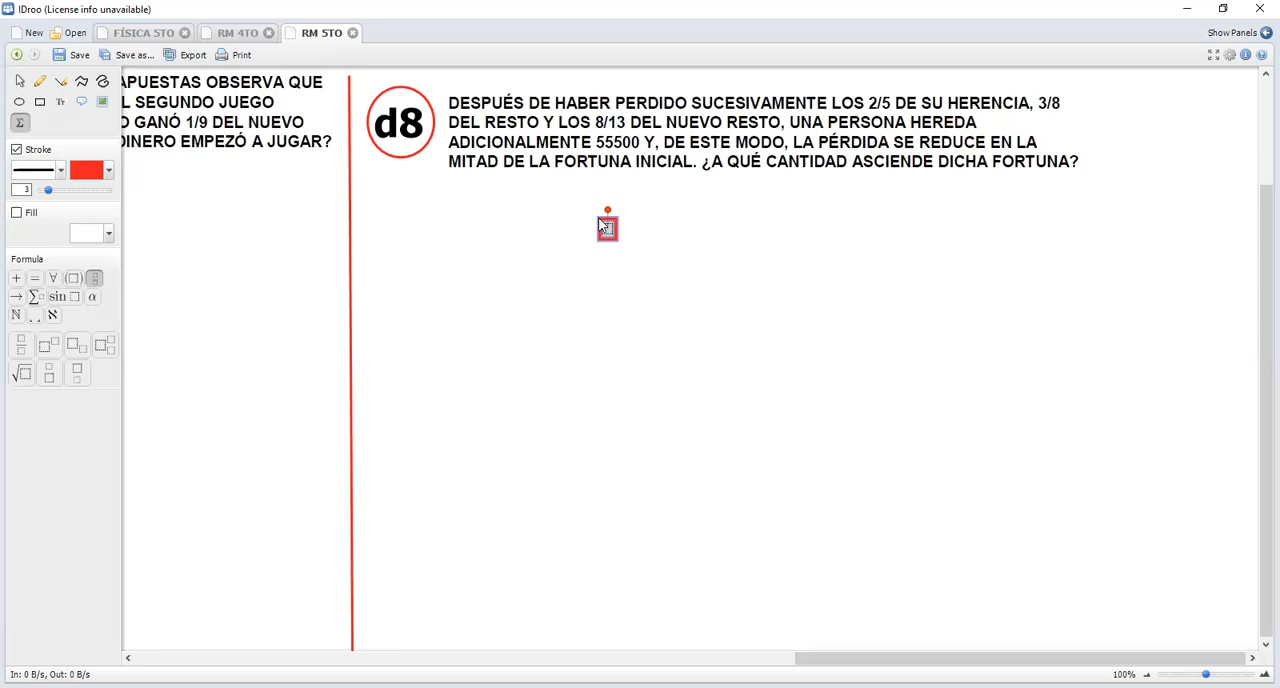 IDroo (License info unavailable)
New Open FÍSICA 5TO RM 4TO RM 5TO Show Panels
Save Save as... Export Print
Tr
Σ
Stroke
3
Fill
Formula
+ = ∀ (□)
→ Σ□ sin□ α
ℕ ℵ
√□
APUESTAS OBSERVA QUE
L SEGUNDO JUEGO
O GANÓ 1/9 DEL NUEVO
DINERO EMPEZÓ A JUGAR?
d8
DESPUÉS DE HABER PERDIDO SUCESIVAMENTE LOS 2/5 DE SU HERENCIA, 3/8
DEL RESTO Y LOS 8/13 DEL NUEVO RESTO, UNA PERSONA HEREDA
ADICIONALMENTE 55500 Y, DE ESTE MODO, LA PÉRDIDA SE REDUCE EN LA
MITAD DE LA FORTUNA INICIAL. ¿A QUÉ CANTIDAD ASCIENDE DICHA FORTUNA?
In: 0 B/s, Out: 0 B/s
100%